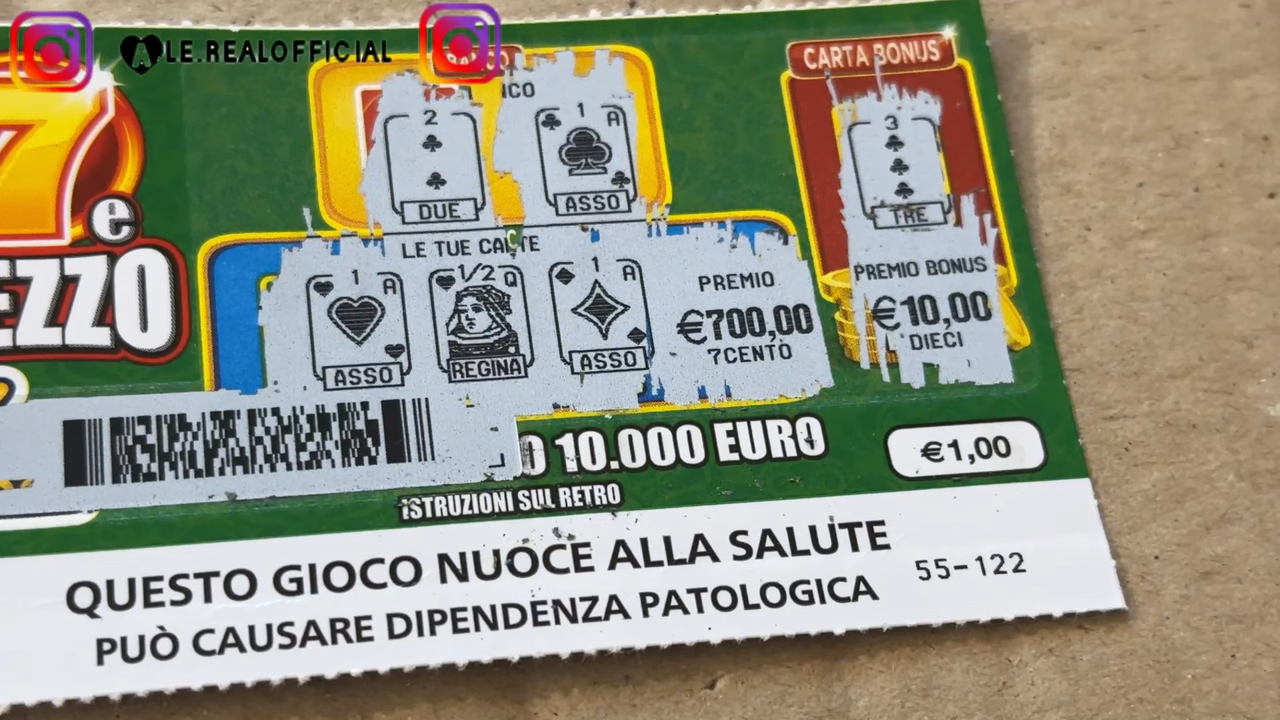 LE.REALOFFICIAL
BANCO
CARTA BONUS
2
DUE
1 A
ASSO
3
TRE
e
EZZO
LE TUE CARTE
1 A
ASSO
1/2 Q
REGINA
1 A
ASSO
PREMIO
€700,00
7CENTO
PREMIO BONUS
€10,00
DIECI
O 10.000 EURO
€1,00
ISTRUZIONI SUL RETRO
QUESTO GIOCO NUOCE ALLA SALUTE
PUÒ CAUSARE DIPENDENZA PATOLOGICA
55-122